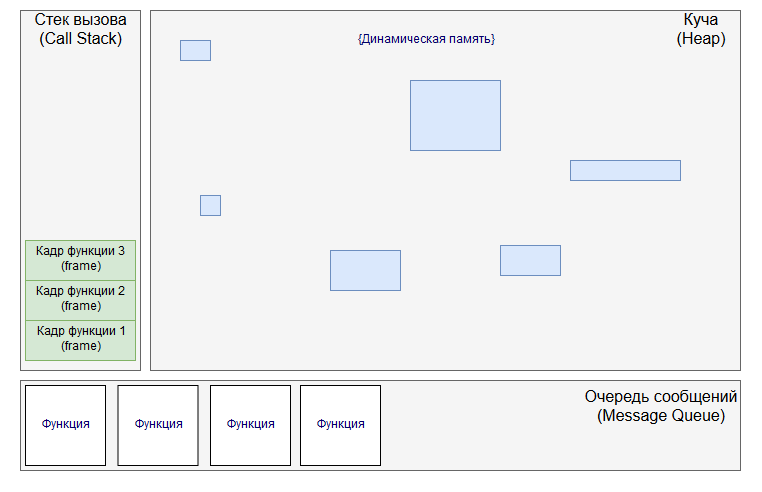 Стек вызова
(Call Stack)
{Динамическая память}
Куча
(Heap)
Кадр функции 3
(frame)
Кадр функции 2
(frame)
Кадр функции 1
(frame)
Функция
Функция
Функция
Функция
Очередь сообщений
(Message Queue)